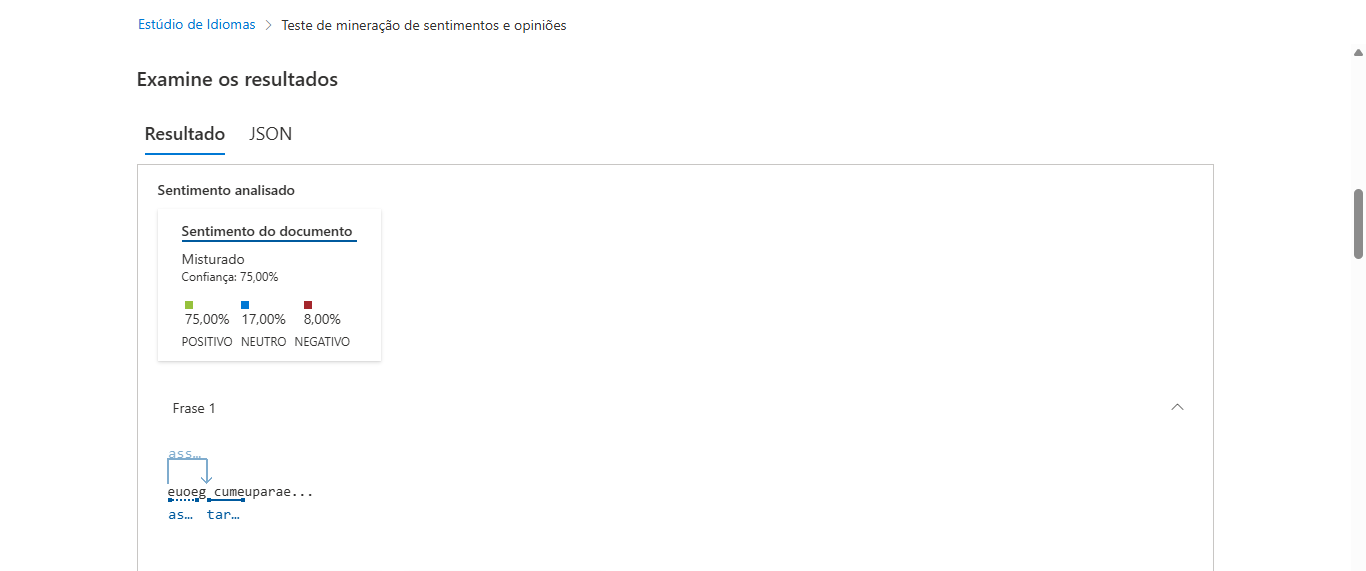 Estúdio de Idiomas > Teste de mineração de sentimentos e opiniões
Examine os resultados
Resultado JSON
Sentimento analisado
Sentimento do documento
Misturado
Confiança: 75,00%
75,00% 17,00% 8,00%
POSITIVO NEUTRO NEGATIVO
Frase 1
ass…
euoeg cumeuparae...
as… tar…